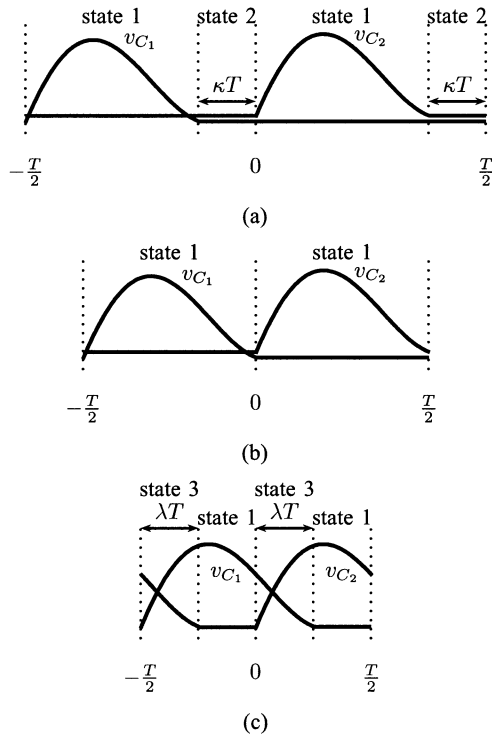 state 1 state 2 state 1 state 2
v_{C_1} v_{C_2}
κT κT
−T/2 0 T/2
(a)
state 1 state 1
v_{C_1} v_{C_2}
−T/2 0 T/2
(b)
state 3 state 3
λT state 1 λT state 1
v_{C_1} v_{C_2}
−T/2 0 T/2
(c)